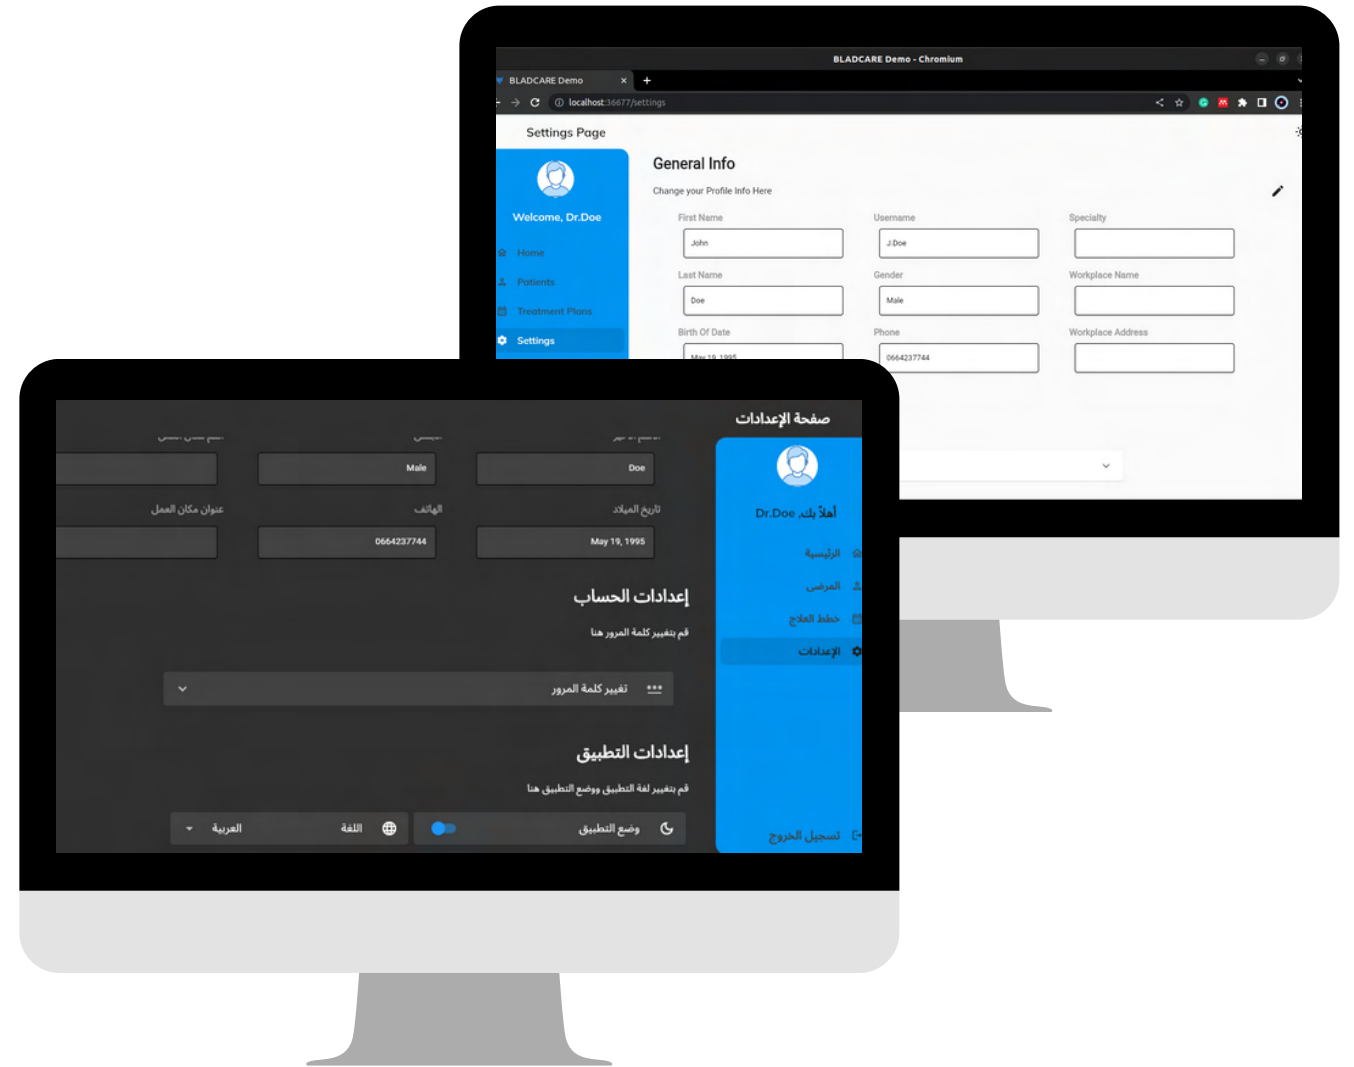 BLADCARE Demo - Chromium
BLADCARE Demo
localhost:36677/settings
Settings Page
Welcome, Dr.Doe
Home
Patients
Treatment Plans
Settings
General Info
Change your Profile Info Here
First Name Username Specialty
John J.Doe
Last Name Gender Workplace Name
Doe Male
Birth Of Date Phone Workplace Address
May 19, 1995 0664237744
صفحة الإعدادات
أهلاً بك, Dr.Doe
الرئيسية
المرضى
خطط العلاج
الإعدادات
تسجيل الخروج
Doe Male
تاريخ الميلاد الهاتف عنوان مكان العمل
May 19, 1995 0664237744
إعدادات الحساب
قم بتغيير كلمة المرور هنا
تغيير كلمة المرور
إعدادات التطبيق
قم بتغيير لغة التطبيق ووضع التطبيق هنا
وضع التطبيق اللغة العربية